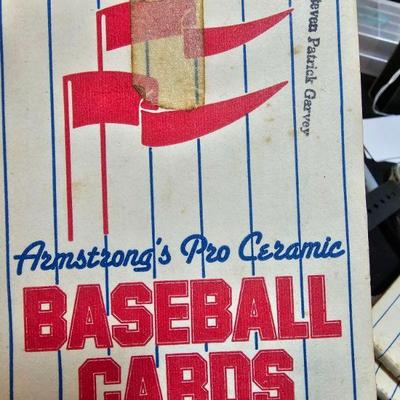 Steven Patrick Garvey
Armstrong's Pro Ceramic
BASEBALL
CARDS